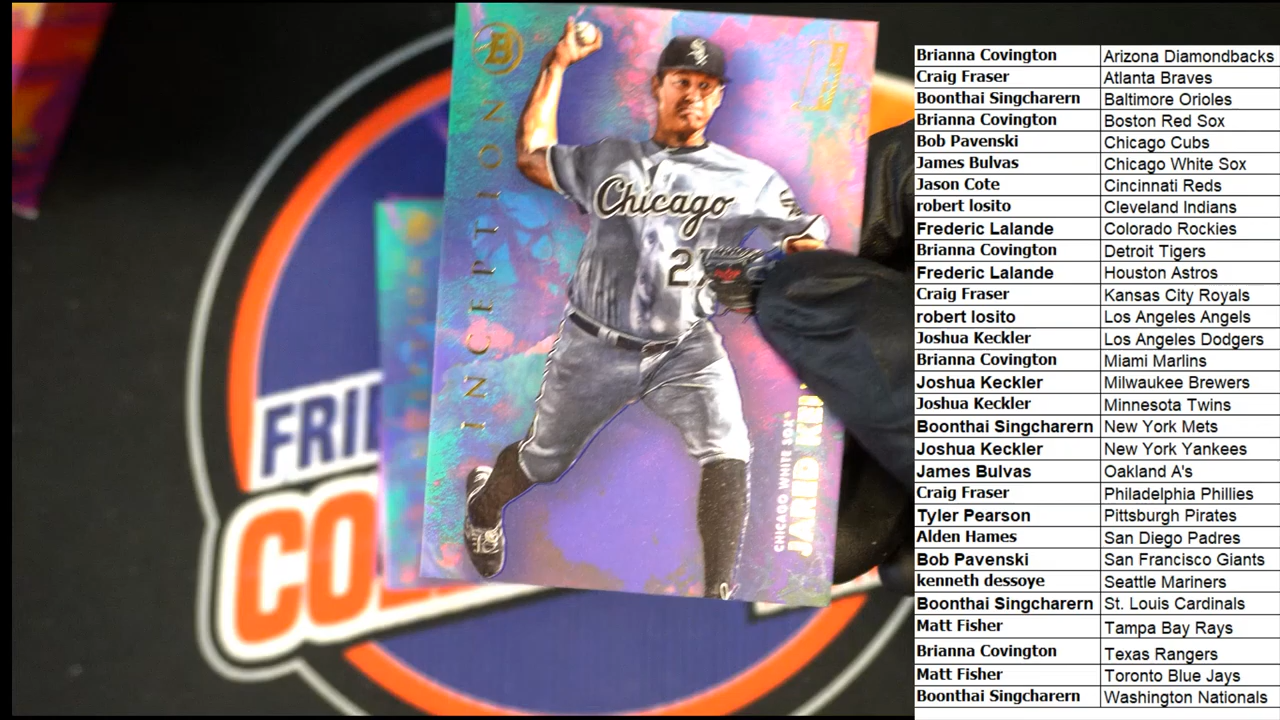 INCEPTION
Chicago
27
CHICAGO WHITE SOX
JARED
FRI
CO
Brianna Covington Arizona Diamondbacks
Craig Fraser Atlanta Braves
Boonthai Singcharern Baltimore Orioles
Brianna Covington Boston Red Sox
Bob Pavenski Chicago Cubs
James Bulvas Chicago White Sox
Jason Cote Cincinnati Reds
robert losito Cleveland Indians
Frederic Lalande Colorado Rockies
Brianna Covington Detroit Tigers
Frederic Lalande Houston Astros
Craig Fraser Kansas City Royals
robert losito Los Angeles Angels
Joshua Keckler Los Angeles Dodgers
Brianna Covington Miami Marlins
Joshua Keckler Milwaukee Brewers
Joshua Keckler Minnesota Twins
Boonthai Singcharern New York Mets
Joshua Keckler New York Yankees
James Bulvas Oakland A's
Craig Fraser Philadelphia Phillies
Tyler Pearson Pittsburgh Pirates
Alden Hames San Diego Padres
Bob Pavenski San Francisco Giants
kenneth dessoye Seattle Mariners
Boonthai Singcharern St. Louis Cardinals
Matt Fisher Tampa Bay Rays
Brianna Covington Texas Rangers
Matt Fisher Toronto Blue Jays
Boonthai Singcharern Washington Nationals